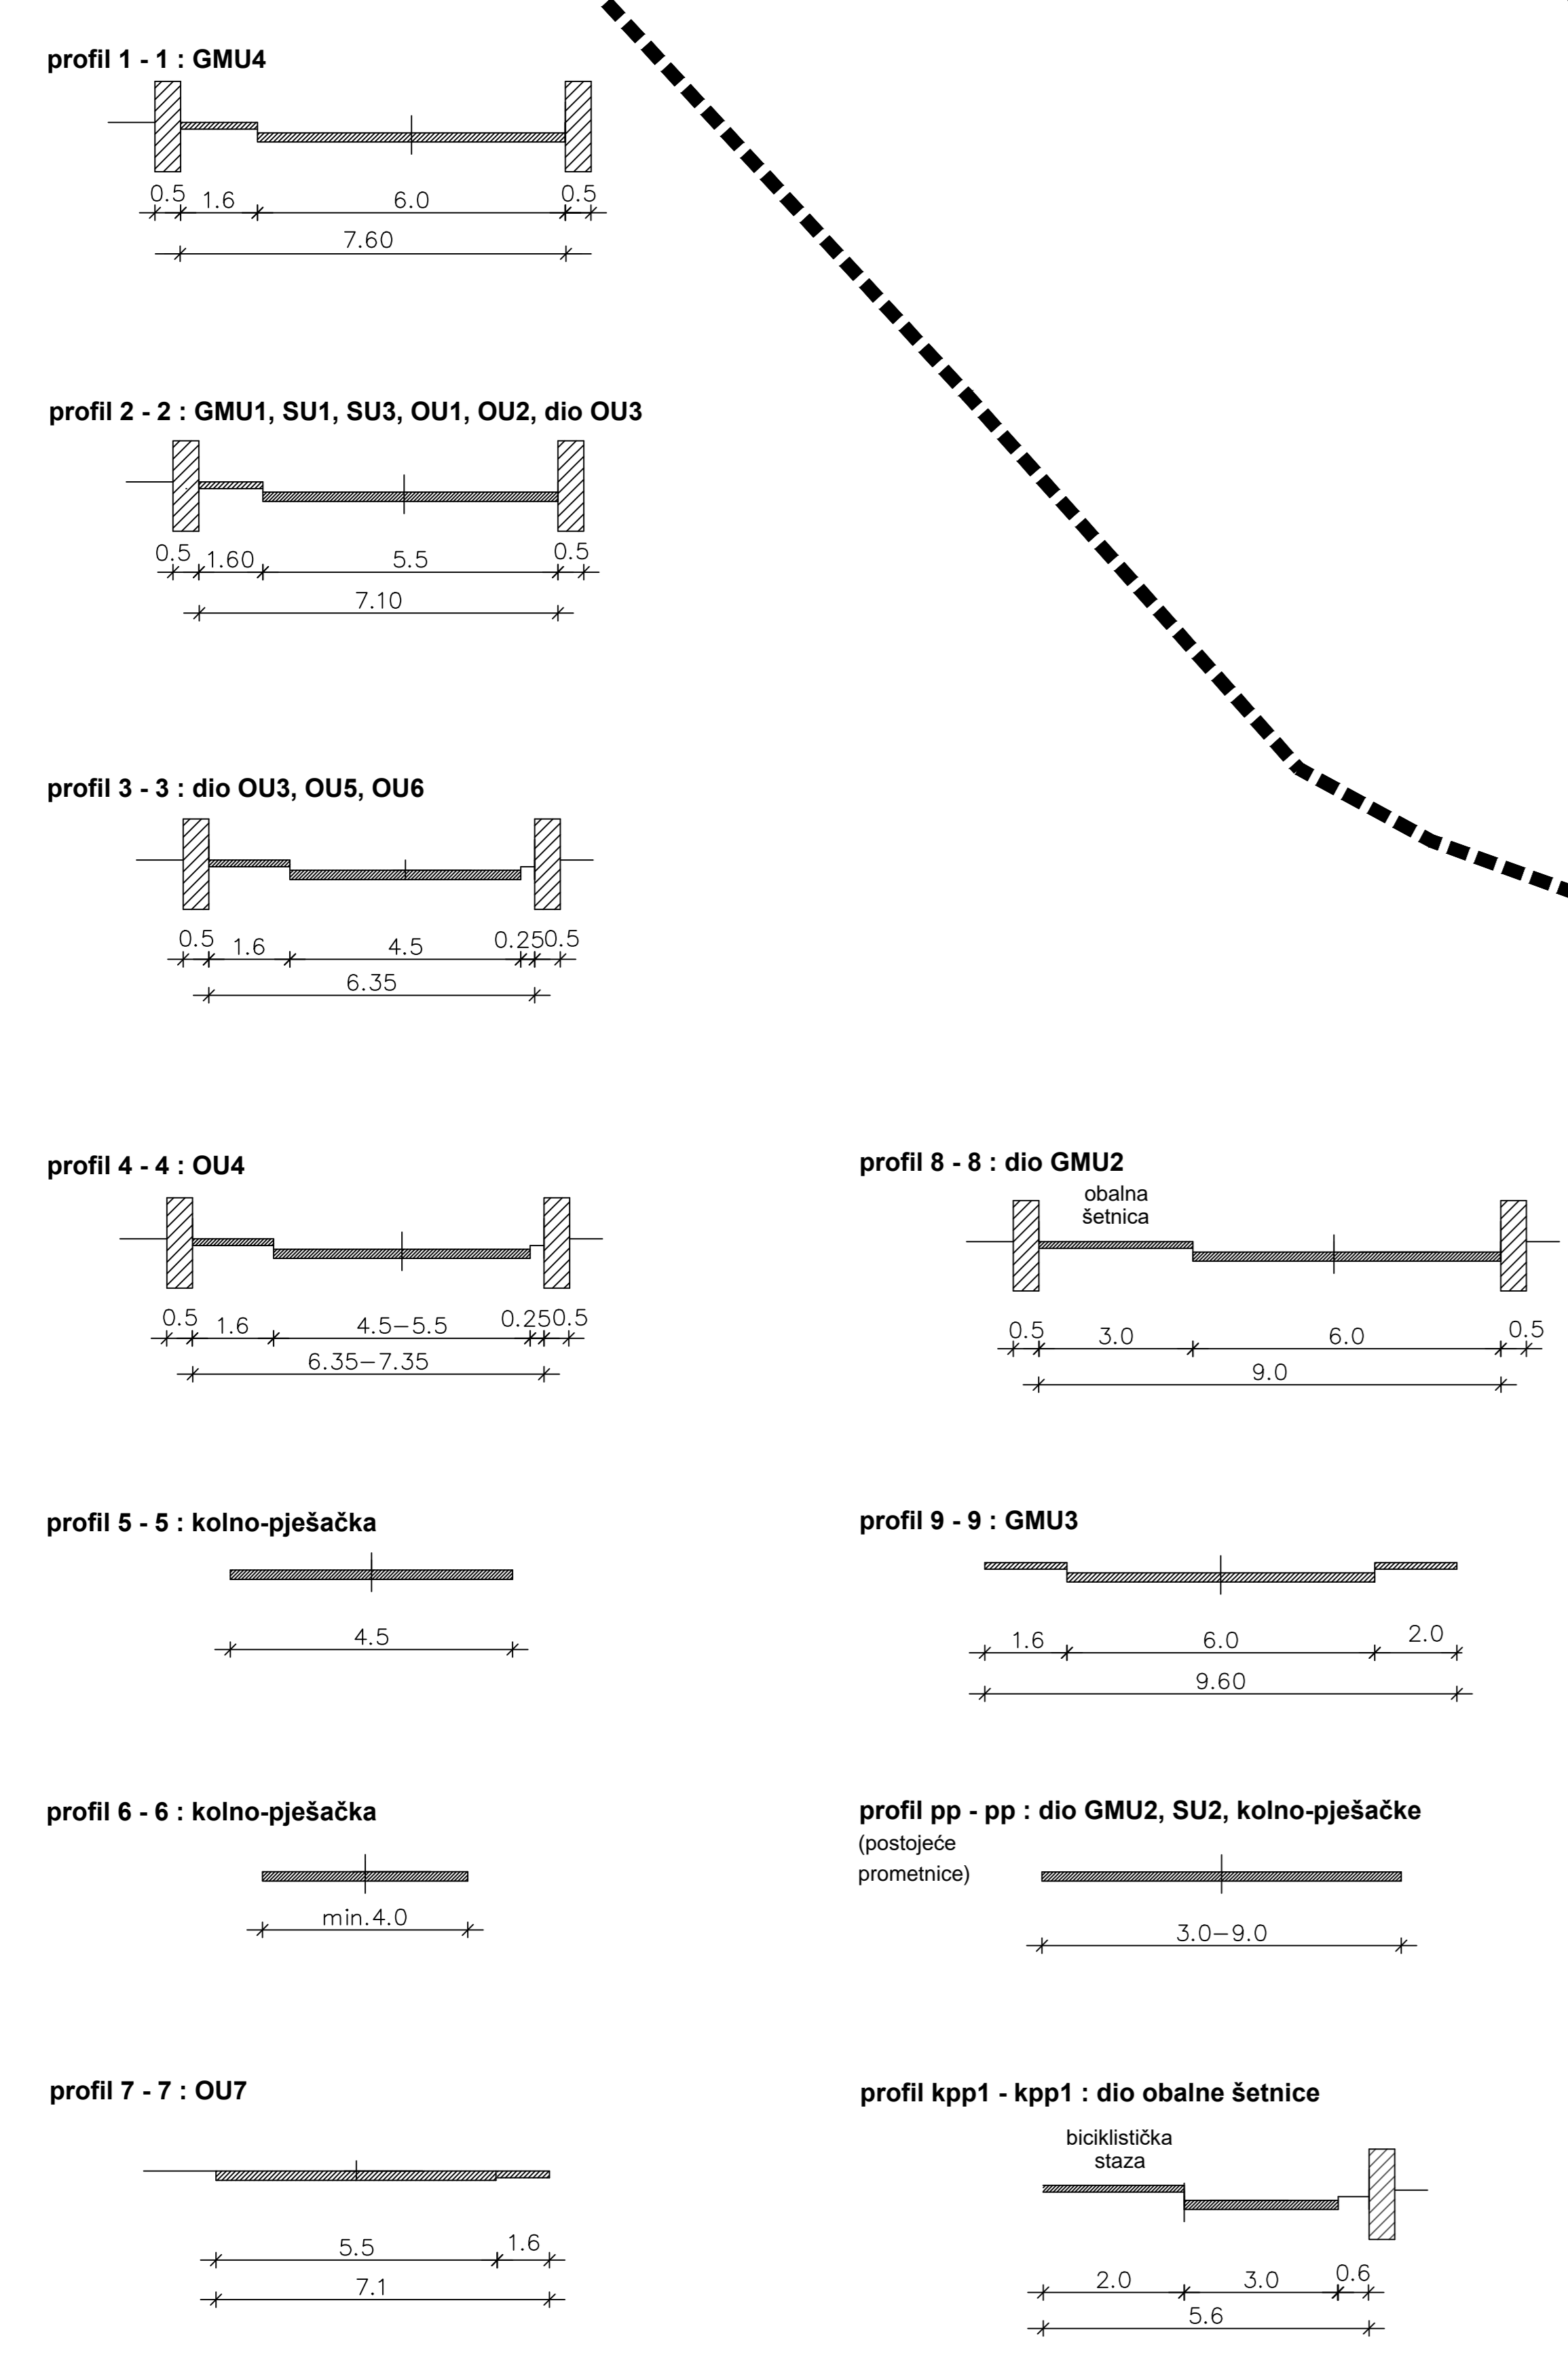 profil 1 - 1 : GMU4
0.5 1.6 6.0 0.5
7.60
profil 2 - 2 : GMU1, SU1, SU3, OU1, OU2, dio OU3
0.5 1.60 5.5 0.5
7.10
profil 3 - 3 : dio OU3, OU5, OU6
0.5 1.6 4.5 0.25 0.5
6.35
profil 4 - 4 : OU4
0.5 1.6 4.5–5.5 0.25 0.5
6.35–7.35
profil 5 - 5 : kolno-pješačka
4.5
profil 6 - 6 : kolno-pješačka
min.4.0
profil 7 - 7 : OU7
5.5 1.6
7.1
profil 8 - 8 : dio GMU2
obalna
šetnica
0.5 3.0 6.0 0.5
9.0
profil 9 - 9 : GMU3
1.6 6.0 2.0
9.60
profil pp - pp : dio GMU2, SU2, kolno-pješačke
(postojeće
prometnice)
3.0–9.0
profil kpp1 - kpp1 : dio obalne šetnice
biciklistička
staza
2.0 3.0 0.6
5.6